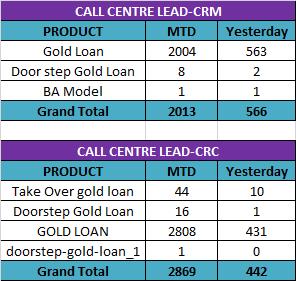 CALL CENTRE LEAD-CRM
PRODUCT MTD Yesterday
Gold Loan 2004 563
Door step Gold Loan 8 2
BA Model 1 1
Grand Total 2013 566
CALL CENTRE LEAD-CRC
PRODUCT MTD Yesterday
Take Over gold loan 44 10
Doorstep Gold Loan 16 1
GOLD LOAN 2808 431
doorstep-gold-loan_1 1 0
Grand Total 2869 442